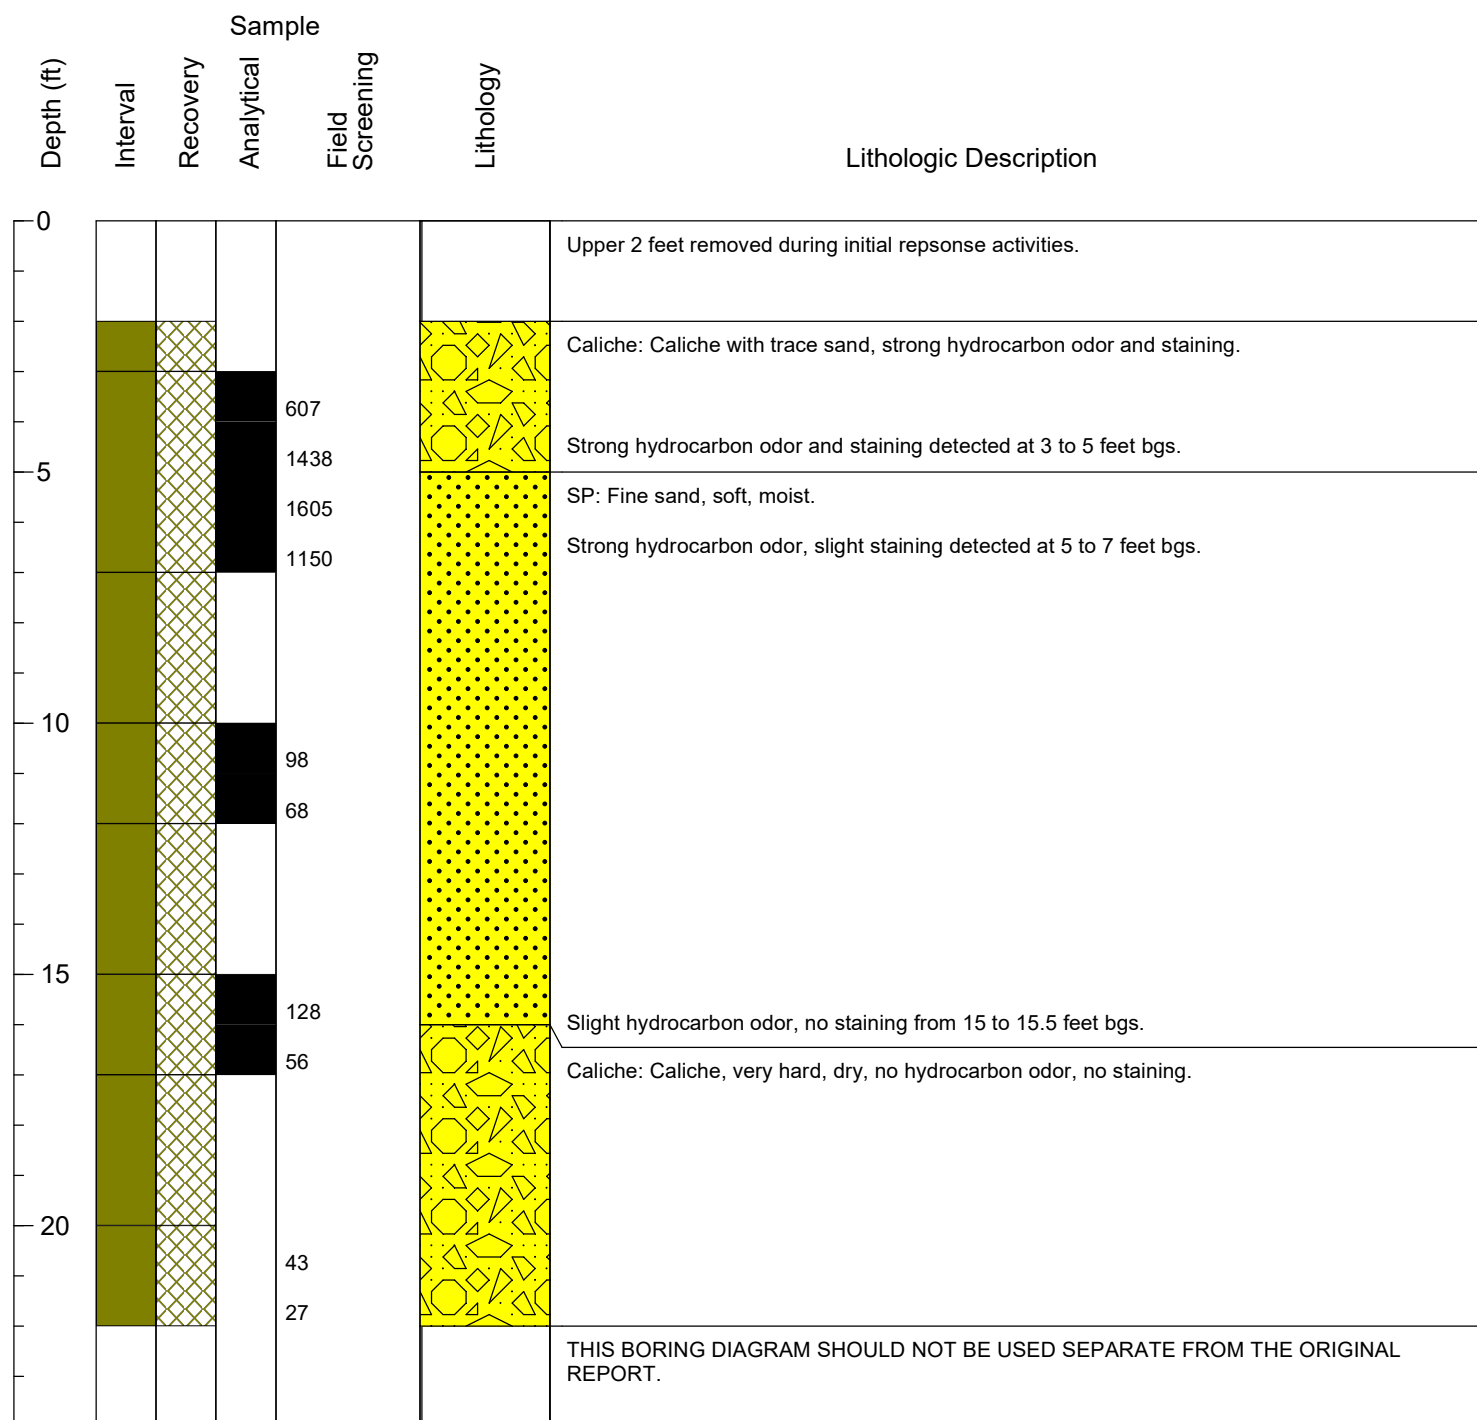 Sample
Depth (ft)
Interval
Recovery
Analytical
Field
Screening
Lithology
Lithologic Description
0
Upper 2 feet removed during initial repsonse activities.
Caliche: Caliche with trace sand, strong hydrocarbon odor and staining.
607
Strong hydrocarbon odor and staining detected at 3 to 5 feet bgs.
1438
5
SP: Fine sand, soft, moist.
1605
Strong hydrocarbon odor, slight staining detected at 5 to 7 feet bgs.
1150
10
98
68
15
128
Slight hydrocarbon odor, no staining from 15 to 15.5 feet bgs.
56
Caliche: Caliche, very hard, dry, no hydrocarbon odor, no staining.
20
43
27
THIS BORING DIAGRAM SHOULD NOT BE USED SEPARATE FROM THE ORIGINAL
REPORT.